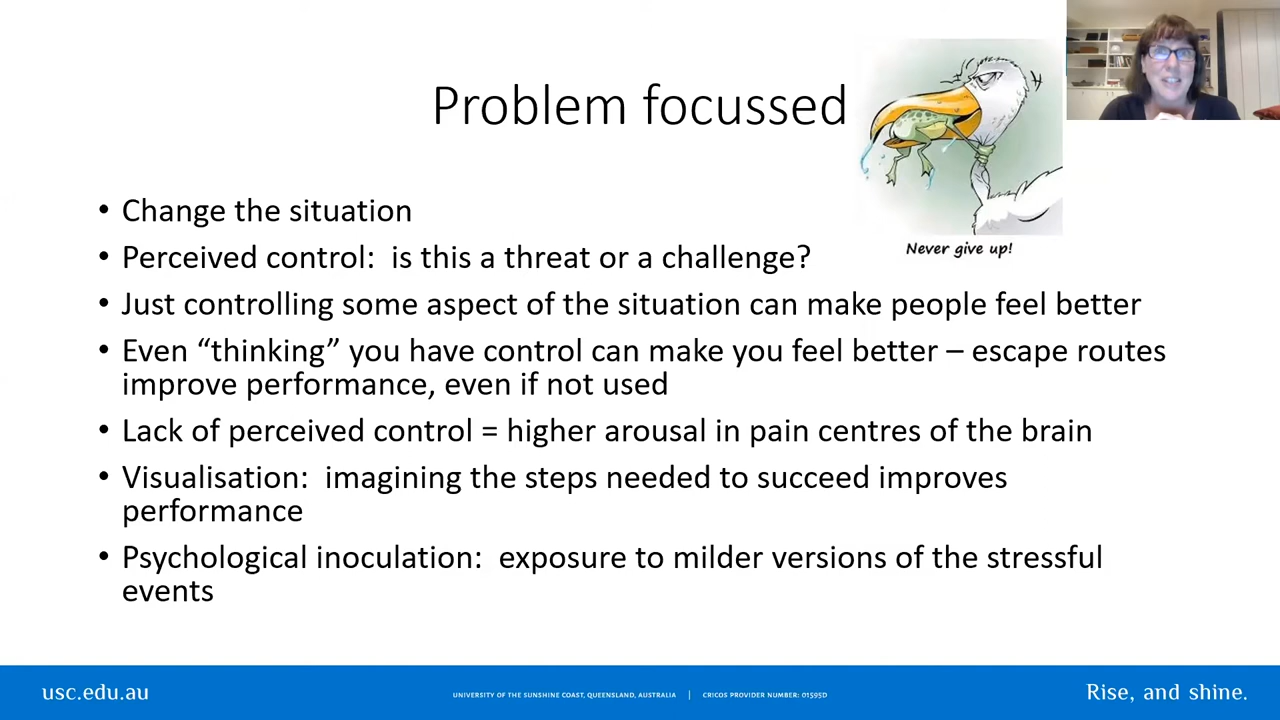 Problem focussed
Never give up!
• Change the situation
• Perceived control:  is this a threat or a challenge?
• Just controlling some aspect of the situation can make people feel better
• Even “thinking” you have control can make you feel better – escape routes
improve performance, even if not used
• Lack of perceived control = higher arousal in pain centres of the brain
• Visualisation:  imagining the steps needed to succeed improves
performance
• Psychological inoculation:  exposure to milder versions of the stressful
events
usc.edu.au
UNIVERSITY OF THE SUNSHINE COAST, QUEENSLAND, AUSTRALIA | CRICOS PROVIDER NUMBER: 01595D
Rise, and shine.